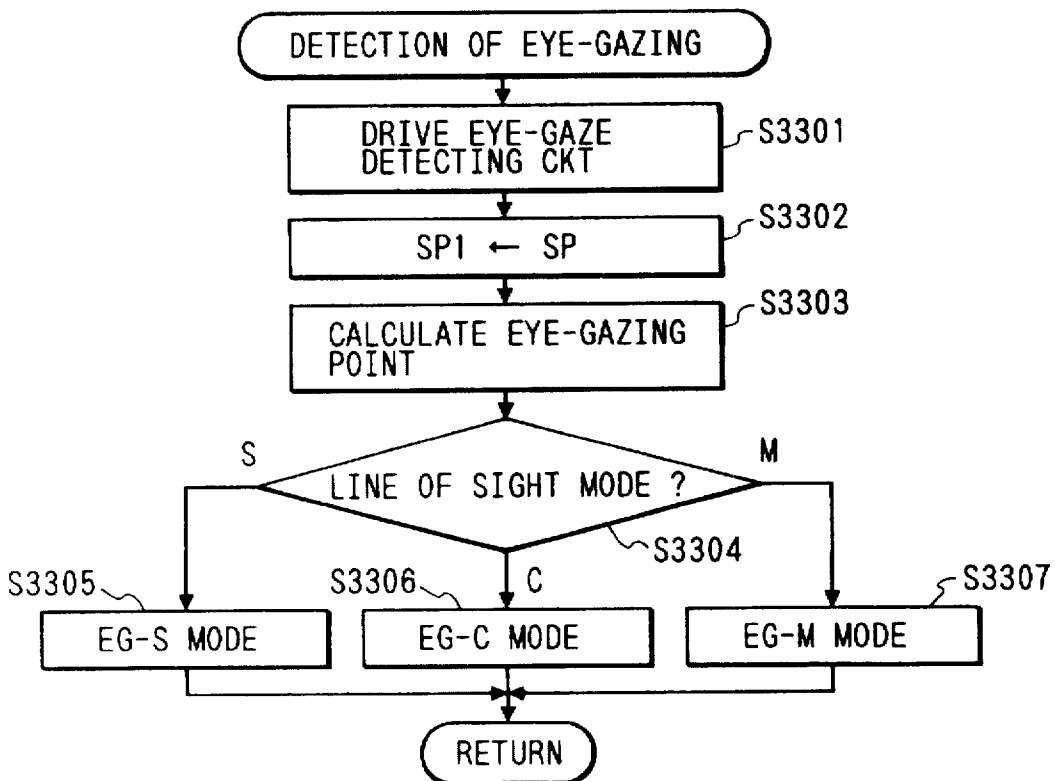 DETECTION OF EYE-GAZING
DRIVE EYE-GAZE
DETECTING CKT
S3301
SP1 ← SP
S3302
CALCULATE EYE-GAZING
POINT
S3303
LINE OF SIGHT MODE ?
S
M
C
S3304
S3305
EG-S MODE
S3306
EG-C MODE
S3307
EG-M MODE
RETURN